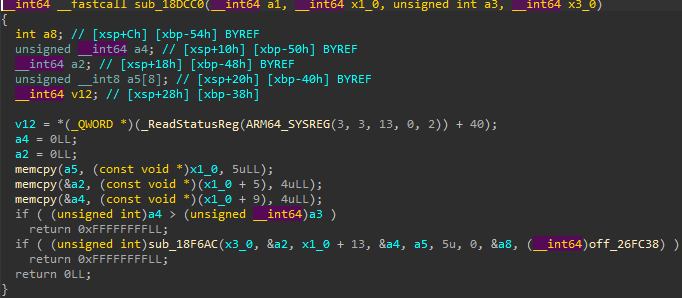 __int64 __fastcall sub_18DCC0(__int64 a1, __int64 x1_0, unsigned int a3, __int64 x3_0)
{
  int a8; // [xsp+Ch] [xbp-54h] BYREF
  unsigned __int64 a4; // [xsp+10h] [xbp-50h] BYREF
  __int64 a2; // [xsp+18h] [xbp-48h] BYREF
  unsigned __int8 a5[8]; // [xsp+20h] [xbp-40h] BYREF
  __int64 v12; // [xsp+28h] [xbp-38h]

  v12 = *(_QWORD *)(_ReadStatusReg(ARM64_SYSREG(3, 3, 13, 0, 2)) + 40);
  a4 = 0LL;
  a2 = 0LL;
  memcpy(a5, (const void *)x1_0, 5uLL);
  memcpy(&a2, (const void *)(x1_0 + 5), 4uLL);
  memcpy(&a4, (const void *)(x1_0 + 9), 4uLL);
  if ( (unsigned int)a4 > (unsigned __int64)a3 )
    return 0xFFFFFFFFLL;
  if ( (unsigned int)sub_18F6AC(x3_0, &a2, x1_0 + 13, &a4, a5, 5u, 0, &a8, (__int64)off_26FC38) )
    return 0xFFFFFFFFLL;
  return 0LL;
}